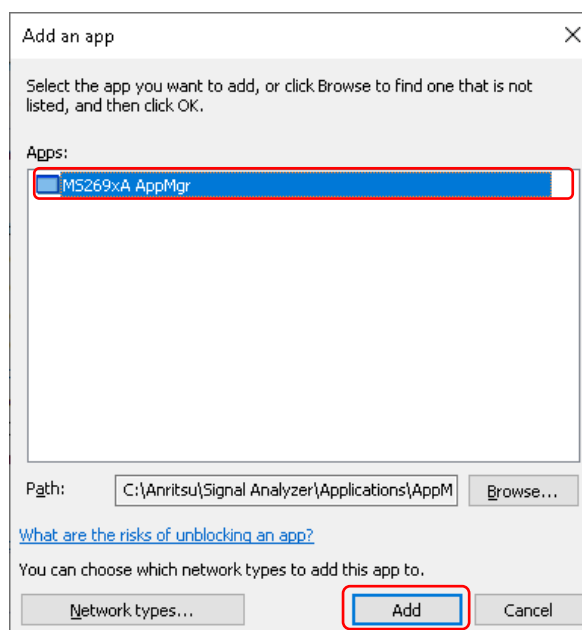 Add an app
Select the app you want to add, or click Browse to find one that is not
listed, and then click OK.
Apps:
MS269xA AppMgr
Path:
C:\Anritsu\Signal Analyzer\Applications\AppM
Browse...
What are the risks of unblocking an app?
You can choose which network types to add this app to.
Network types...
Add
Cancel